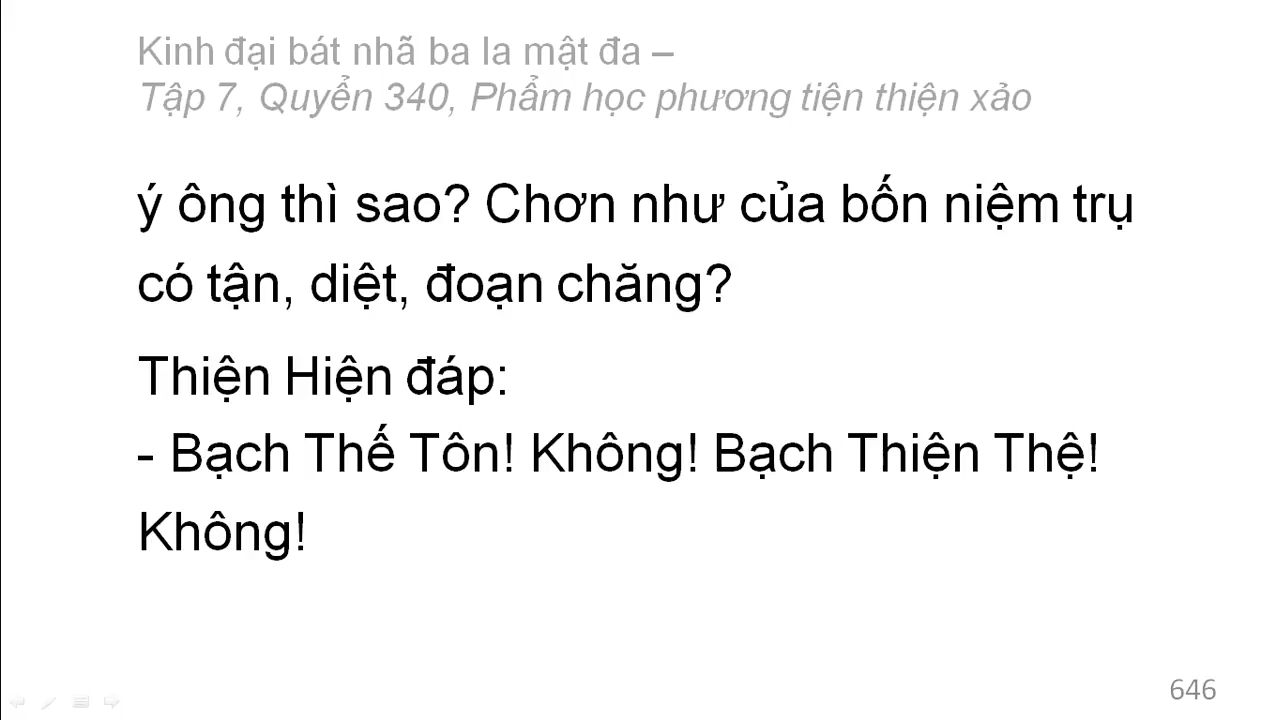 Kinh đại bát nhã ba la mật đa –
Tập 7, Quyển 340, Phẩm học phương tiện thiện xảo
ý ông thì sao? Chơn như của bốn niệm trụ
có tận, diệt, đoạn chăng?
Thiện Hiện đáp:
- Bạch Thế Tôn! Không! Bạch Thiện Thệ!
Không!
646